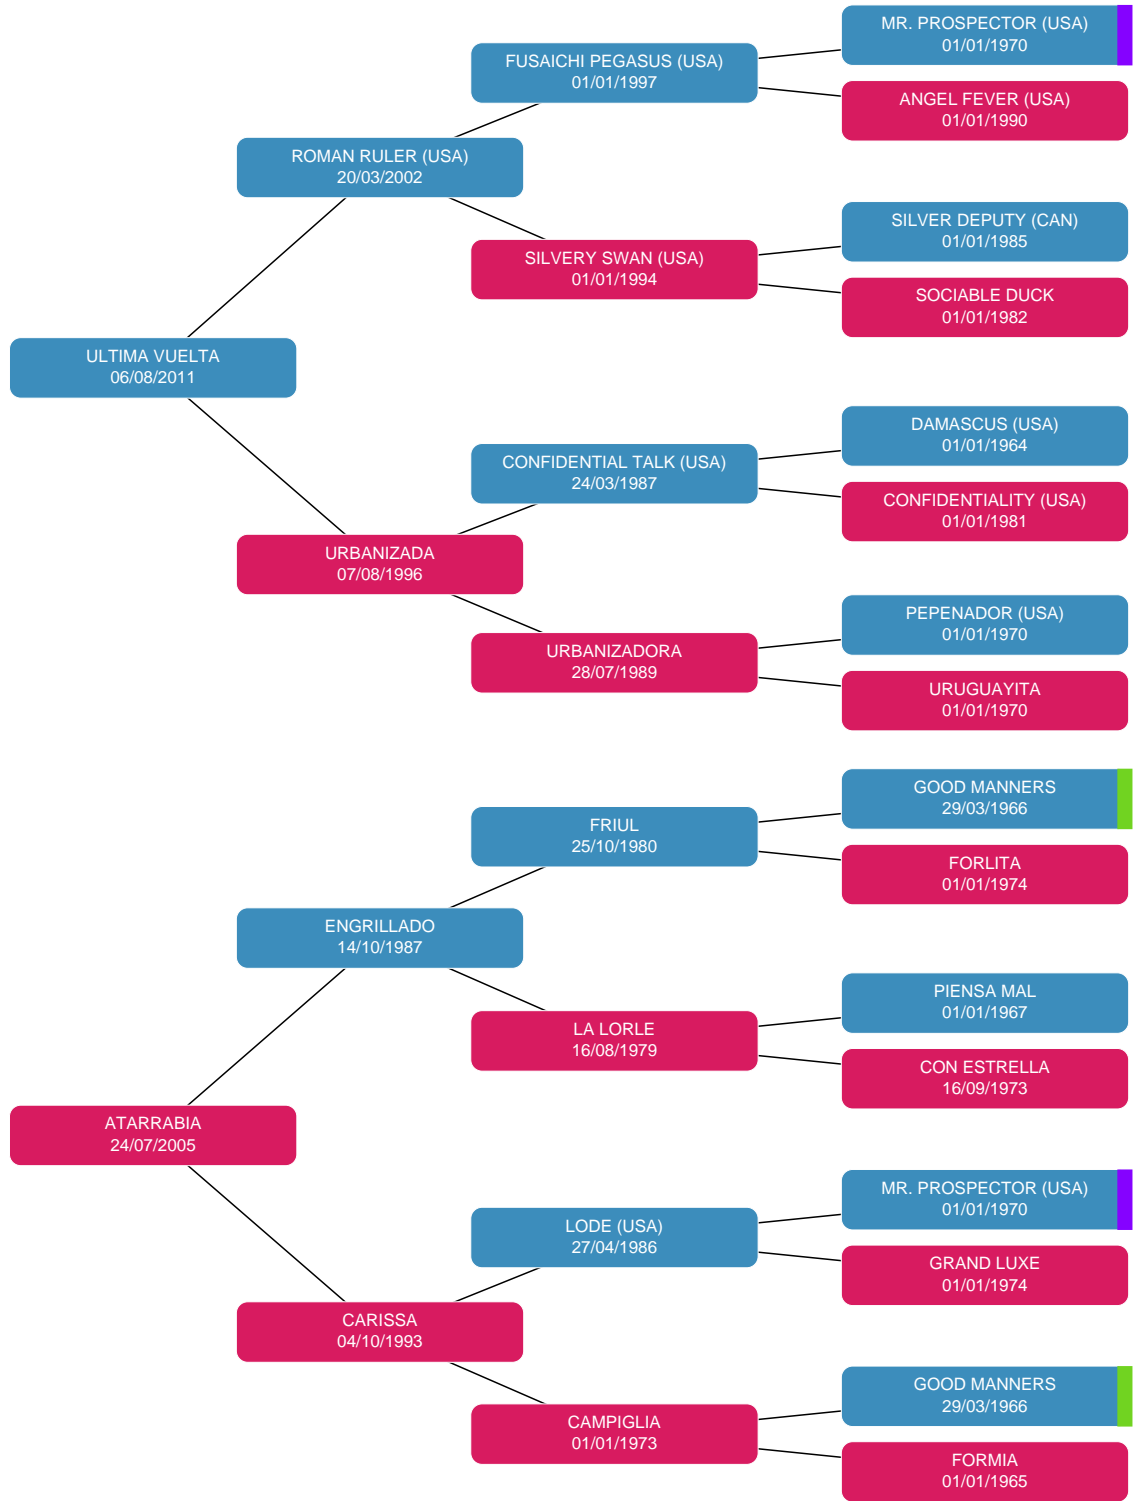 MR. PROSPECTOR (USA)
01/01/1970
FUSAICHI PEGASUS (USA)
01/01/1997
ANGEL FEVER (USA)
01/01/1990
ROMAN RULER (USA)
20/03/2002
SILVER DEPUTY (CAN)
01/01/1985
SILVERY SWAN (USA)
01/01/1994
SOCIABLE DUCK
01/01/1982
ULTIMA VUELTA
06/08/2011
DAMASCUS (USA)
01/01/1964
CONFIDENTIAL TALK (USA)
24/03/1987
CONFIDENTIALITY (USA)
01/01/1981
URBANIZADA
07/08/1996
PEPENADOR (USA)
01/01/1970
URBANIZADORA
28/07/1989
URUGUAYITA
01/01/1970
GOOD MANNERS
29/03/1966
FRIUL
25/10/1980
FORLITA
01/01/1974
ENGRILLADO
14/10/1987
PIENSA MAL
01/01/1967
LA LORLE
16/08/1979
CON ESTRELLA
16/09/1973
ATARRABIA
24/07/2005
MR. PROSPECTOR (USA)
01/01/1970
LODE (USA)
27/04/1986
GRAND LUXE
01/01/1974
CARISSA
04/10/1993
GOOD MANNERS
29/03/1966
CAMPIGLIA
01/01/1973
FORMIA
01/01/1965